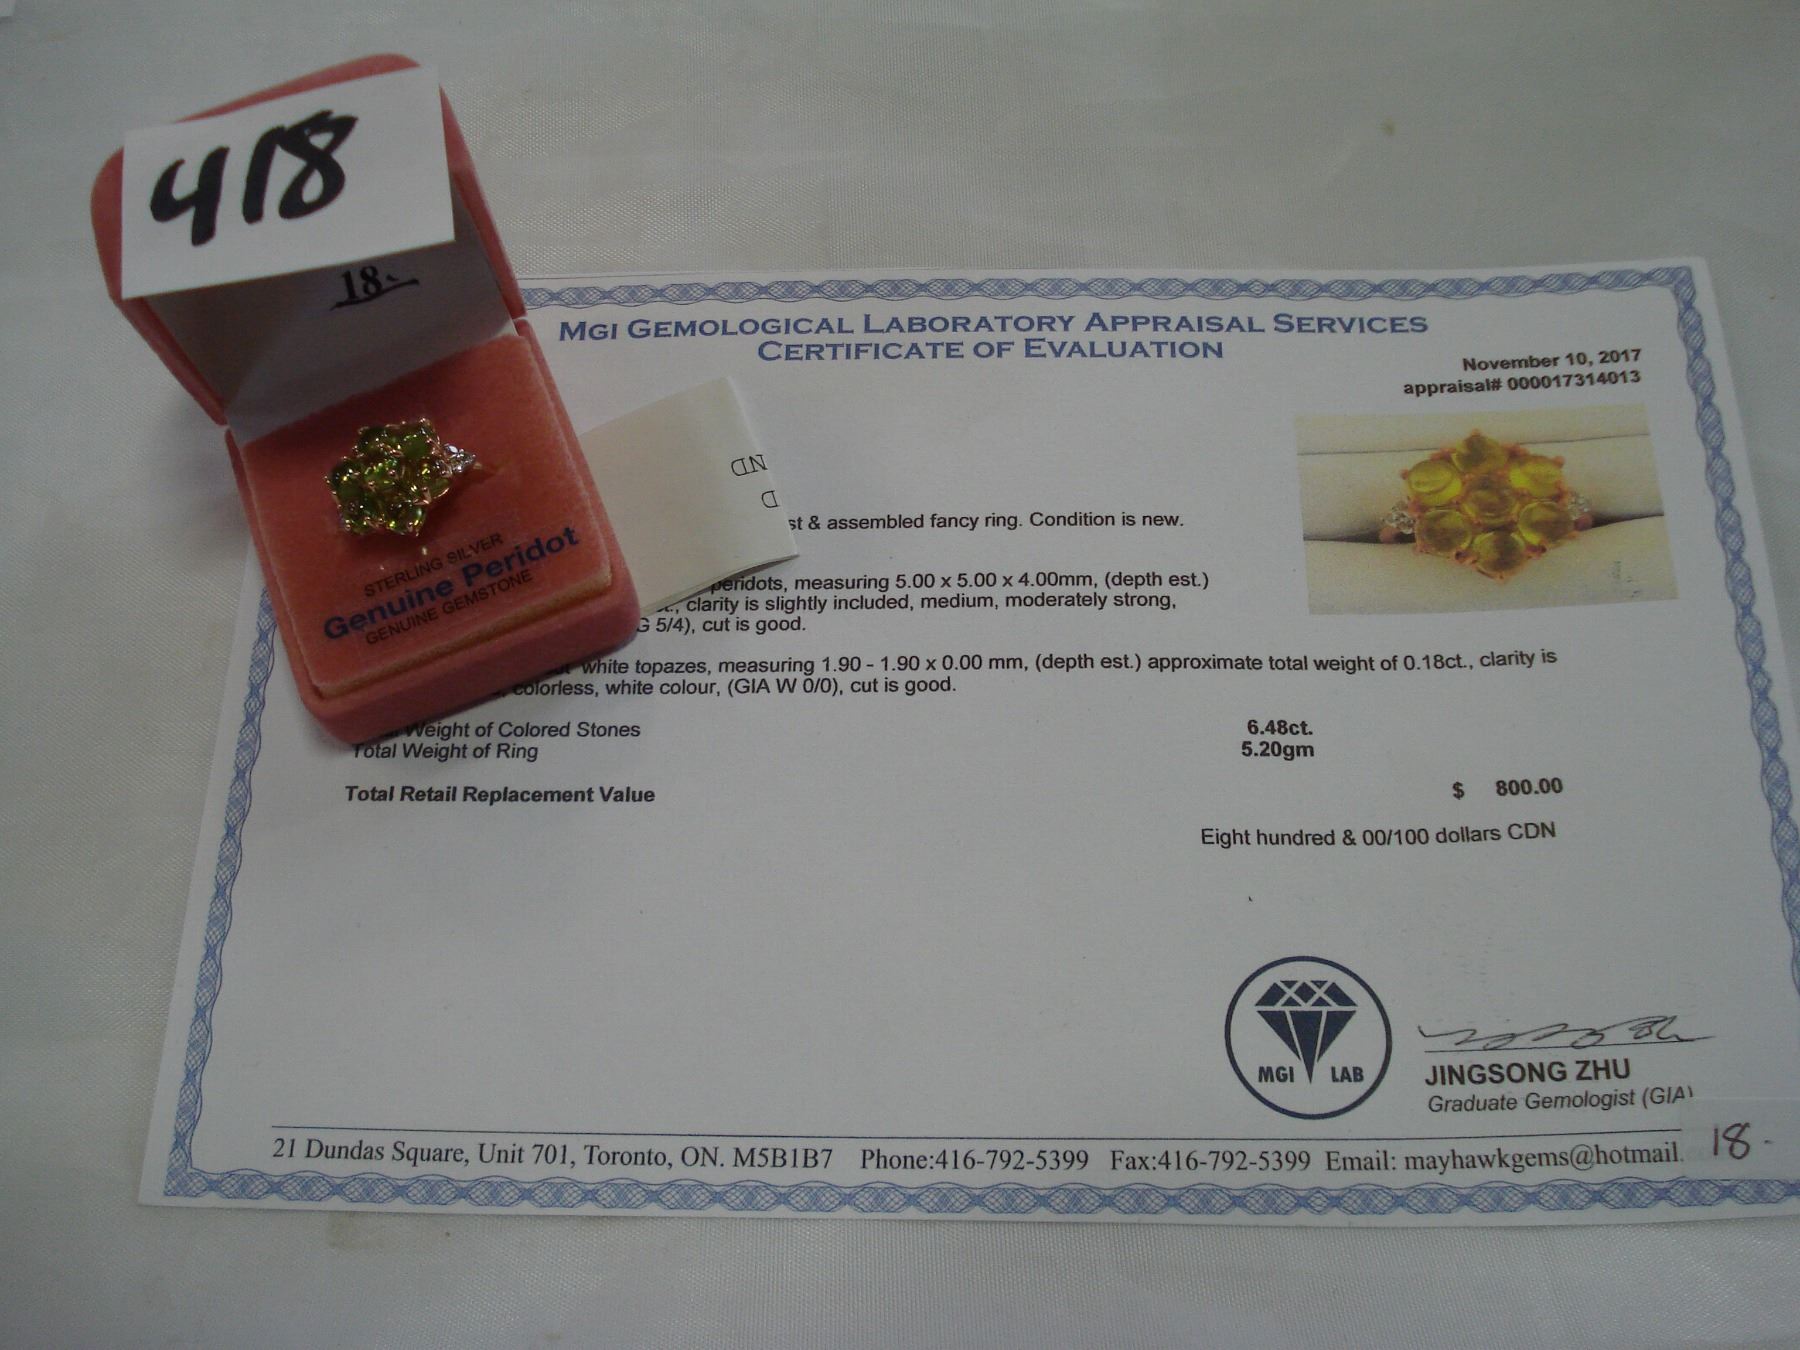 418
18-
STERLING SILVER
Genuine Peridot
GENUINE GEMSTONE
ND
D
MGI GEMOLOGICAL LABORATORY APPRAISAL SERVICES
CERTIFICATE OF EVALUATION
November 10, 2017
appraisal# 000017314013
st & assembled fancy ring. Condition is new.
peridots, measuring 5.00 x 5.00 x 4.00mm, (depth est.)
clarity is slightly included, medium, moderately strong,
G 5/4), cut is good.
white topazes, measuring 1.90 - 1.90 x 0.00 mm, (depth est.) approximate total weight of 0.18ct., clarity is
colorless, white colour, (GIA W 0/0), cut is good.
Weight of Colored Stones 6.48ct.
Total Weight of Ring 5.20gm
Total Retail Replacement Value $ 800.00
Eight hundred & 00/100 dollars CDN
MGI LAB
JINGSONG ZHU
Graduate Gemologist (GIA)
21 Dundas Square, Unit 701, Toronto, ON. M5B1B7 Phone:416-792-5399 Fax:416-792-5399 Email: mayhawkgems@hotmail.
18-